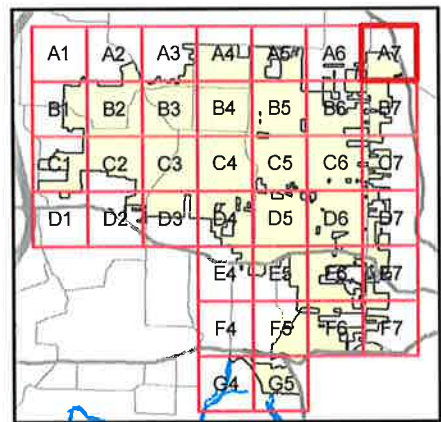 A1 A2 A3 A4 A5 A6 A7
B1 B2 B3 B4 B5 B6 B7
C1 C2 C3 C4 C5 C6 C7
D1 D2 D3 D4 D5 D6 D7
E4 E5 E6 E7
F4 F5 F6 F7
G4 G5